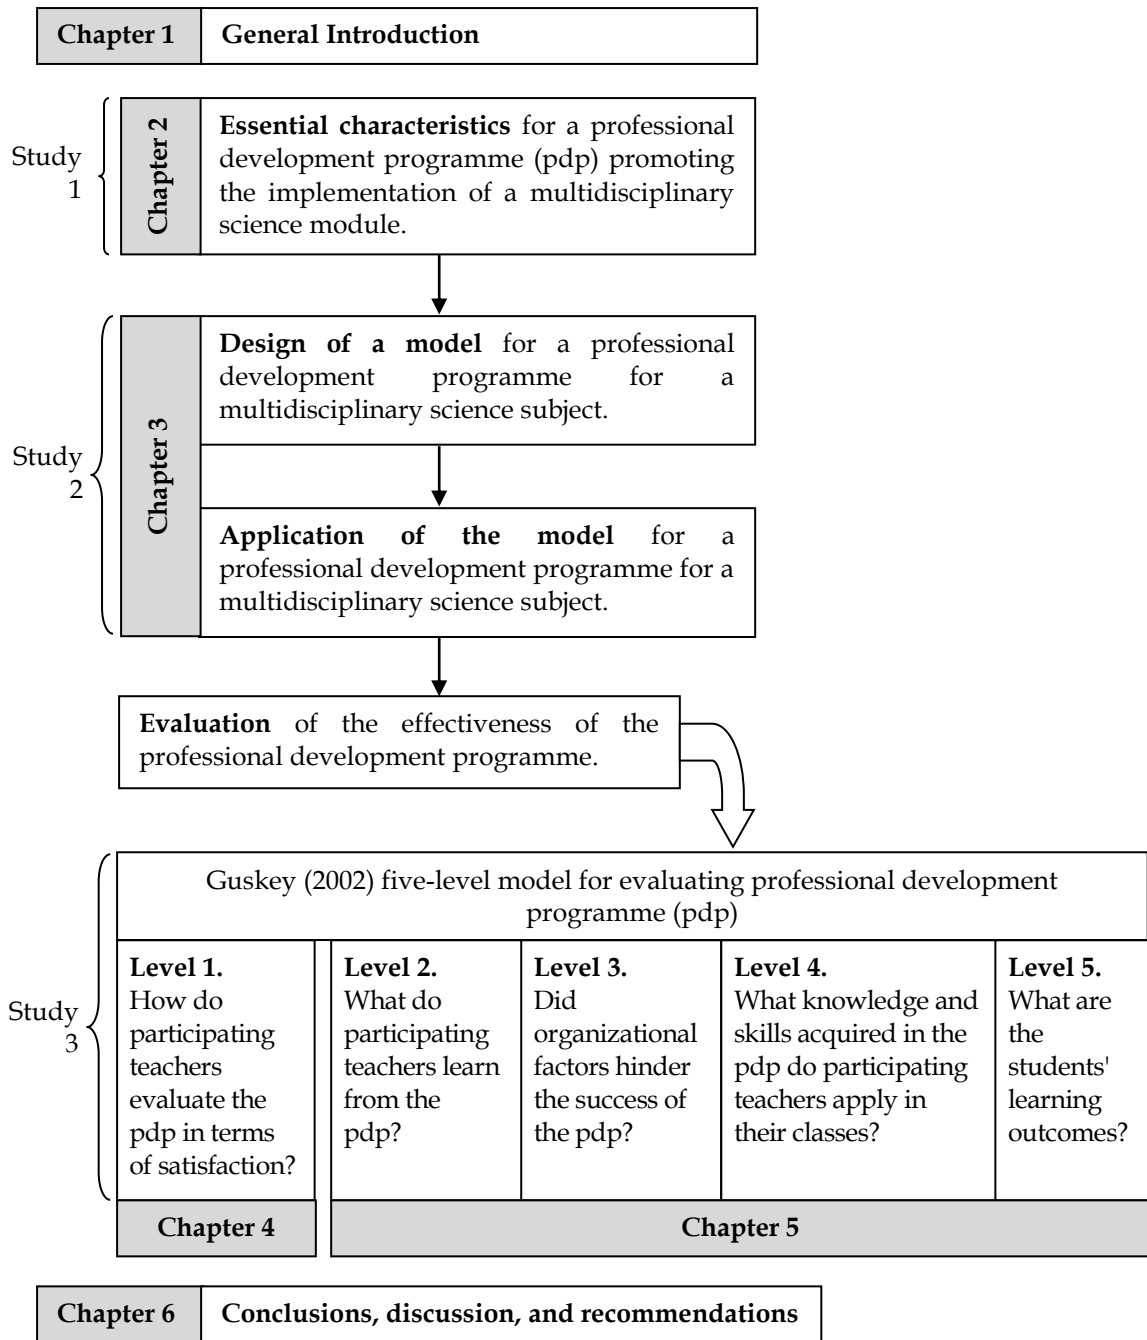 Chapter 1
General Introduction
Study
1
Chapter 2
Essential characteristics for a professional
development programme (pdp) promoting
the implementation of a multidisciplinary
science module.
Study
2
Chapter 3
Design of a model for a professional
development programme for a
multidisciplinary science subject.
Application of the model for a
professional development programme for a
multidisciplinary science subject.
Evaluation of the effectiveness of the
professional development programme.
Study
3
Guskey (2002) five-level model for evaluating professional development
programme (pdp)
Level 1.
How do
participating
teachers
evaluate the
pdp in terms
of satisfaction?
Level 2.
What do
participating
teachers learn
from the
pdp?
Level 3.
Did
organizational
factors hinder
the success of
the pdp?
Level 4.
What knowledge and
skills acquired in the
pdp do participating
teachers apply in
their classes?
Level 5.
What are
the
students'
learning
outcomes?
Chapter 4
Chapter 5
Chapter 6
Conclusions, discussion, and recommendations